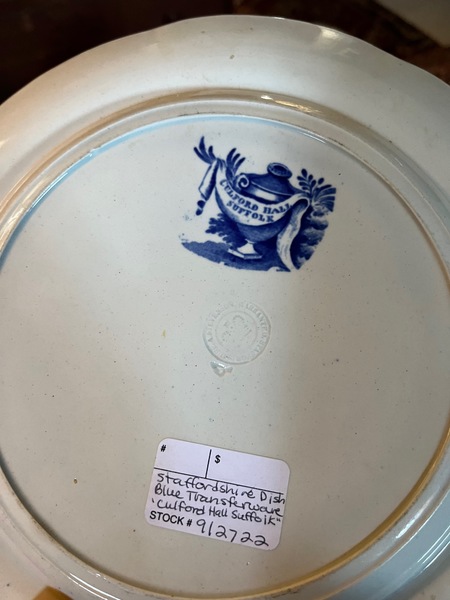 CULFORD HALL
SUFFOLK
# $
Staffordshire Dish
Blue Transferware
"Culford Hall Suffolk"
STOCK # 912722